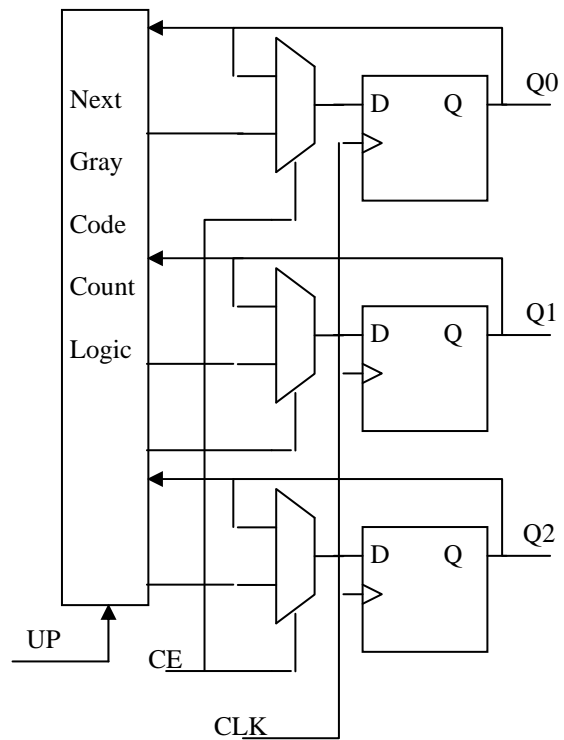 Next
Gray
Code
Count
Logic
D Q
Q0
D Q
Q1
D Q
Q2
UP
CE
CLK